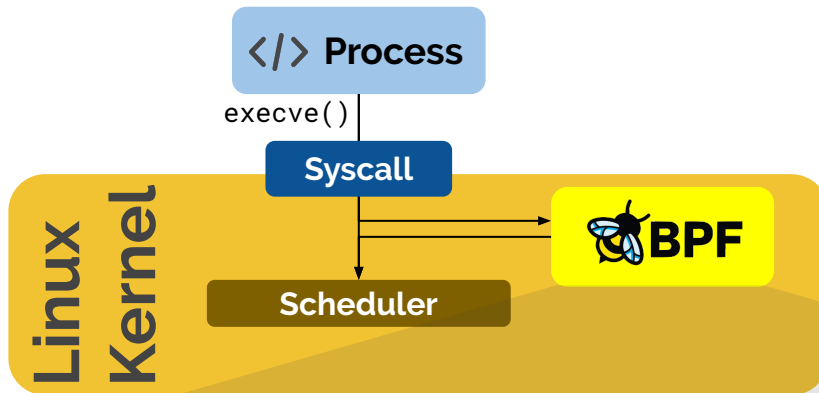 </> Process
execve()
Syscall
Linux
Kernel
BPF
Scheduler